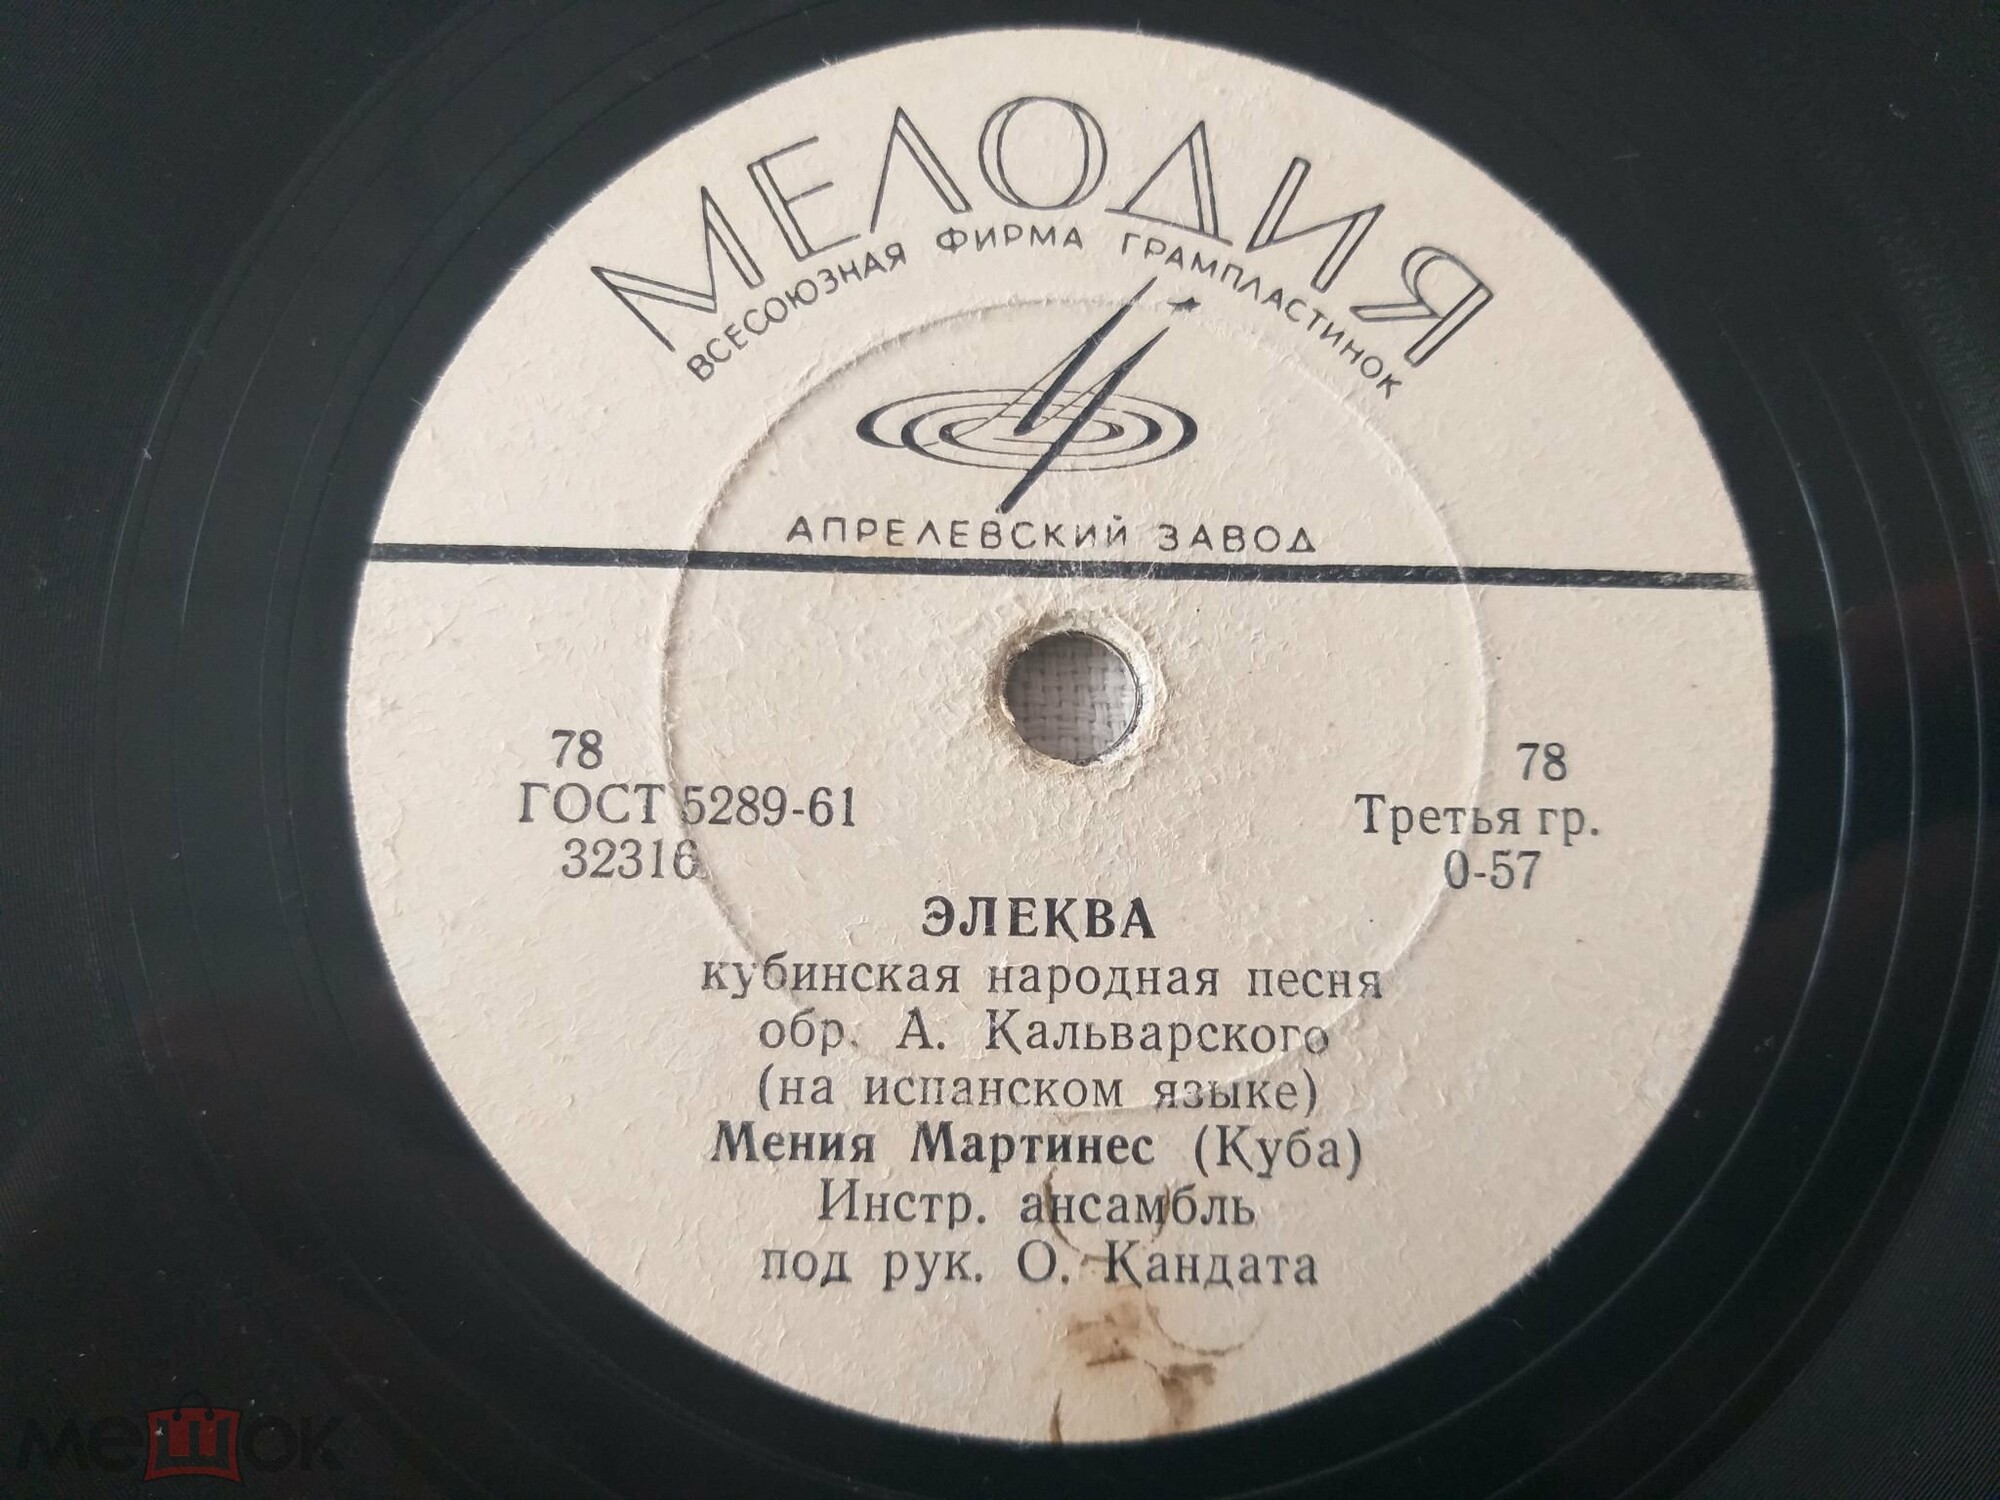 МЕЛОДИЯ
ВСЕСОЮЗНАЯ ФИРМА ГРАМПЛАСТИНОК
АПРЕЛЕВСКИЙ ЗАВОД
78
ГОСТ 5289-61
32316
78
Третья гр.
0-57
ЭЛЕКВА
кубинская народная песня
обр. А. Кальварского
(на испанском языке)
Мения Мартинес (Куба)
Инстр. ансамбль
под рук. О. Кандата
мешок